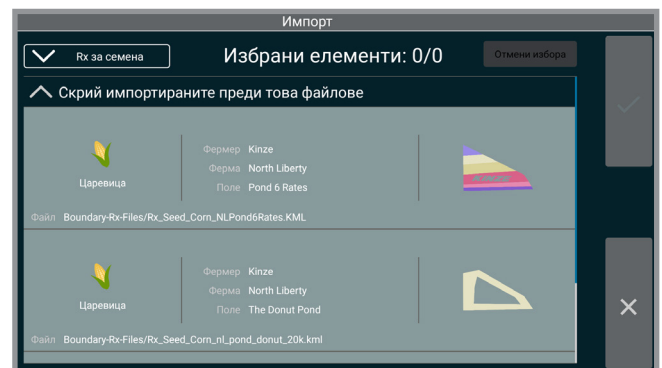 Импорт
Rx за семена
Избрани елементи: 0/0
Отмени избора
Скрий импортираните преди това файлове
Царевица
Фермер Kinze
Ферма North Liberty
Поле Pond 6 Rates
KINZE
Файл Boundary-Rx-Files/Rx_Seed_Corn_NLPond6Rates.KML
Царевица
Фермер Kinze
Ферма North Liberty
Поле The Donut Pond
Файл Boundary-Rx-Files/Rx_Seed_Corn_nl_pond_donut_20k.kml